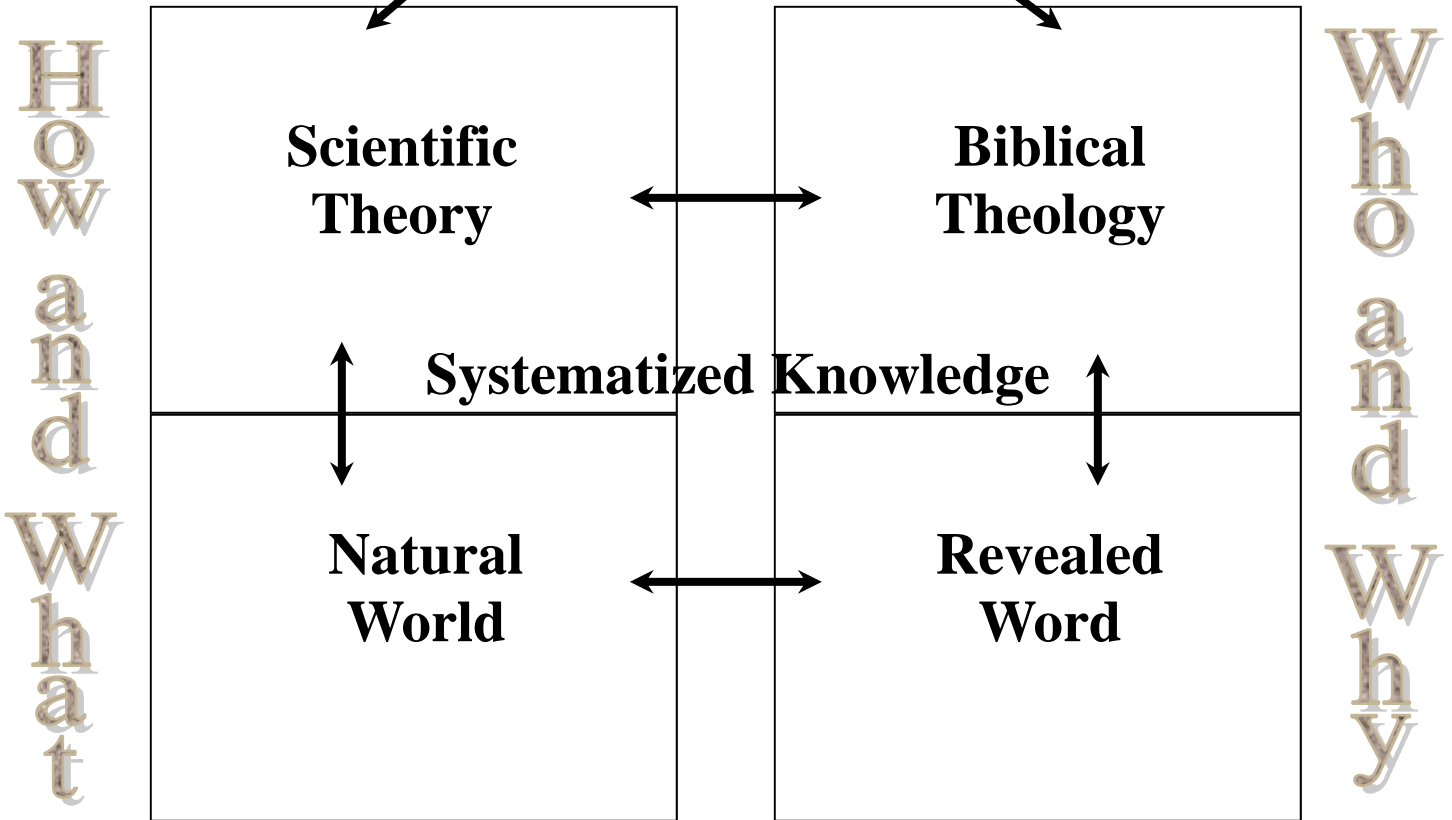 How and What
Scientific
Theory
Biblical
Theology
Systematized Knowledge
Natural
World
Revealed
Word
Who and Why